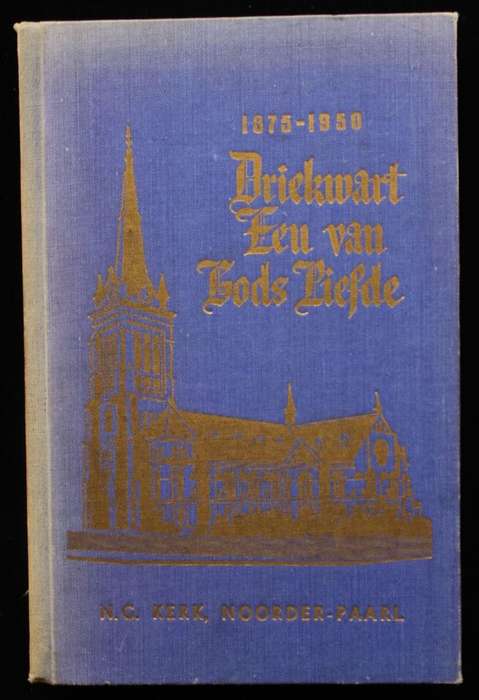 1875-1950
Driekwart
Eeu van
Gods Liefde
N.G. KERK, NOORDER-PAARL